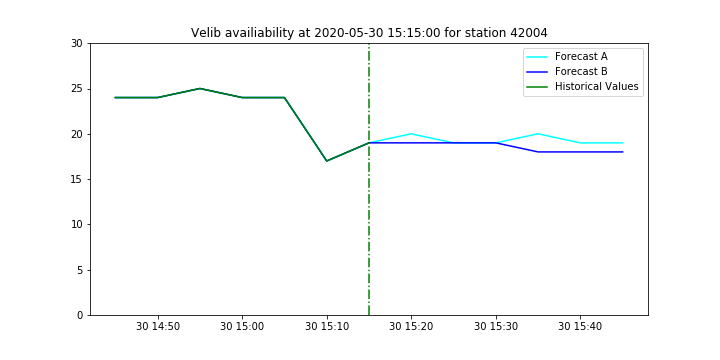 Velib availiability at 2020-05-30 15:15:00 for station 42004
30
25
20
15
10
5
0
Forecast A
Forecast B
Historical Values
30 14:50 30 15:00 30 15:10 30 15:20 30 15:30 30 15:40